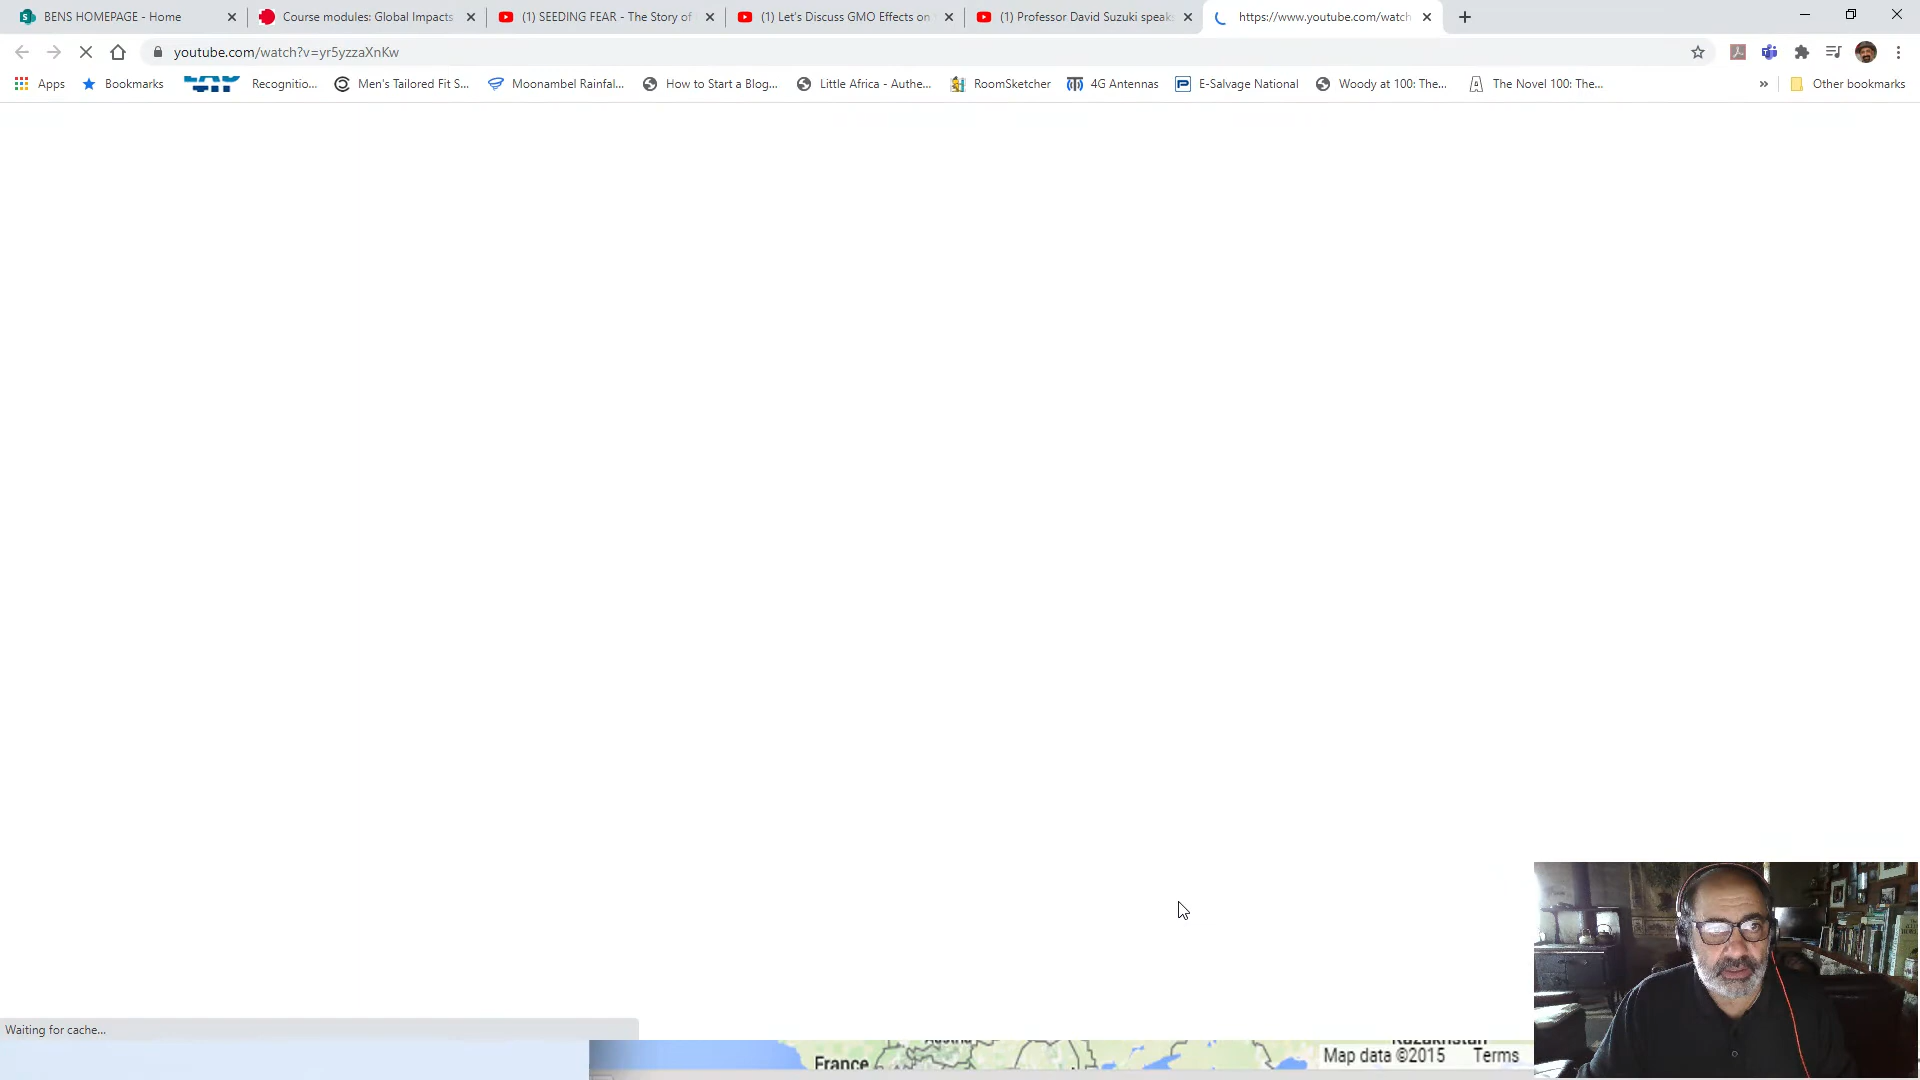 BENS HOMEPAGE - Home
Course modules: Global Impacts
(1) SEEDING FEAR - The Story of
(1) Let's Discuss GMO Effects on
(1) Professor David Suzuki speak
https://www.youtube.com/watch
youtube.com/watch?v=yr5yzzaXnKw
Apps
Bookmarks
Recognitio...
Men's Tailored Fit S...
Moonambel Rainfal...
How to Start a Blog...
Little Africa - Authe...
RoomSketcher
4G Antennas
E-Salvage National
Woody at 100: The...
The Novel 100: The...
»
Other bookmarks
Waiting for cache...
France
Map data ©2015
Terms